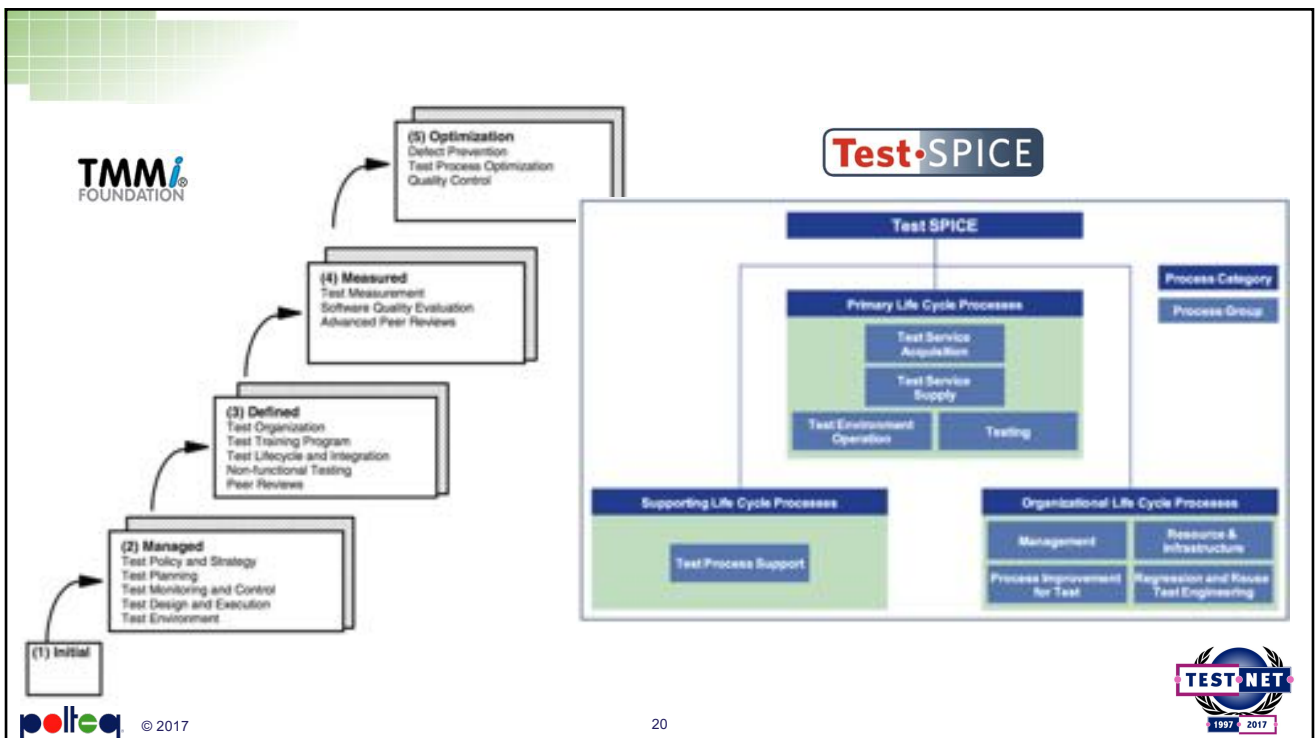 TMMi®
FOUNDATION
(5) Optimization
Defect Prevention
Test Process Optimization
Quality Control
(4) Measured
Test Measurement
Software Quality Evaluation
Advanced Peer Reviews
(3) Defined
Test Organization
Test Training Program
Test Lifecycle and Integration
Non-functional Testing
Peer Reviews
(2) Managed
Test Policy and Strategy
Test Planning
Test Monitoring and Control
Test Design and Execution
Test Environment
(1) Initial
Test•SPICE
Test SPICE
Process Category
Process Group
Primary Life Cycle Processes
Test Service
Acquisition
Test Service
Supply
Test Environment
Operation
Testing
Supporting Life Cycle Processes
Test Process Support
Organizational Life Cycle Processes
Management
Resource &
Infrastructure
Process Improvement
for Test
Regression and Reuse
Test Engineering
polteq
© 2017
20
TEST•NET
1997 2017